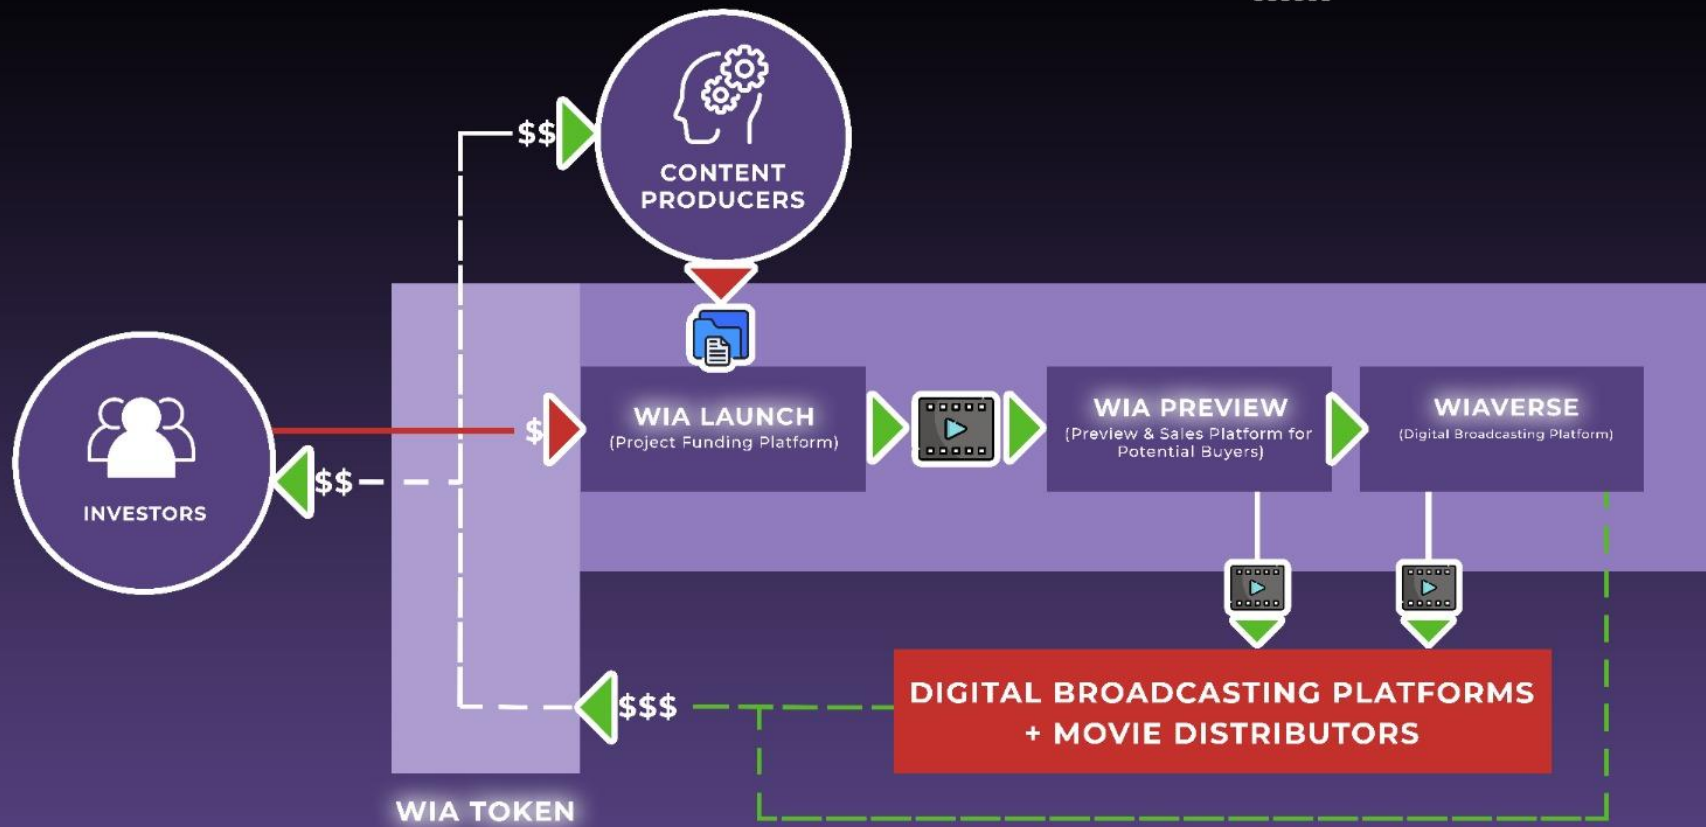 $$
CONTENT
PRODUCERS
INVESTORS
$
$$
WIA LAUNCH
(Project Funding Platform)
WIA PREVIEW
(Preview & Sales Platform for
Potential Buyers)
WIAVERSE
(Digital Broadcasting Platform)
$$$
DIGITAL BROADCASTING PLATFORMS
+ MOVIE DISTRIBUTORS
WIA TOKEN